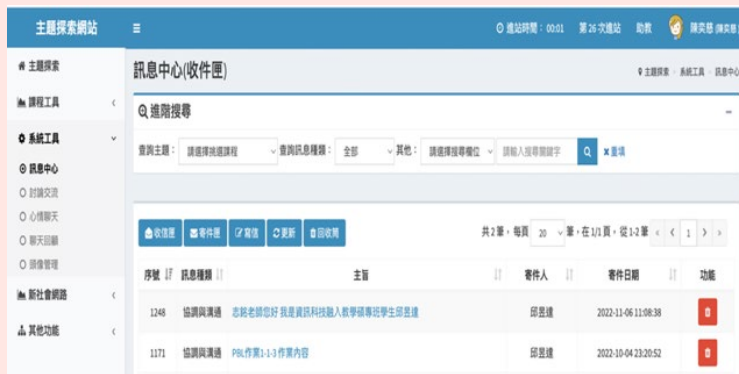 主題探索網站
進站時間：00:01 第 26 次進站 助教 陳奕慈 (陳奕慈)
主題探索
課程工具
系統工具
訊息中心
討論交流
心情聊天
聊天回顧
頭像管理
新社會網路
其他功能
訊息中心(收件匣)
主題探索 系統工具 訊息中心
進階搜尋
查詢主題： 請選擇挑選課程 查詢訊息種類： 全部 其他： 請選擇搜尋欄位 請輸入搜尋關鍵字 重填
收信匣 寄件匣 寫信 更新 回收筒 共 2 筆，每頁 20 筆，在 1/1 頁，從 1-2 筆 1
序號 訊息種類 主旨 寄件人 寄件日期 功能
1248 協調與溝通 志銘老師您好 我是資訊科技融入教學碩專班學生邱昱達 邱昱達 2022-11-06 11:08:38
1171 協調與溝通 PBL作業1-1-3 作業內容 邱昱達 2022-10-04 23:20:52